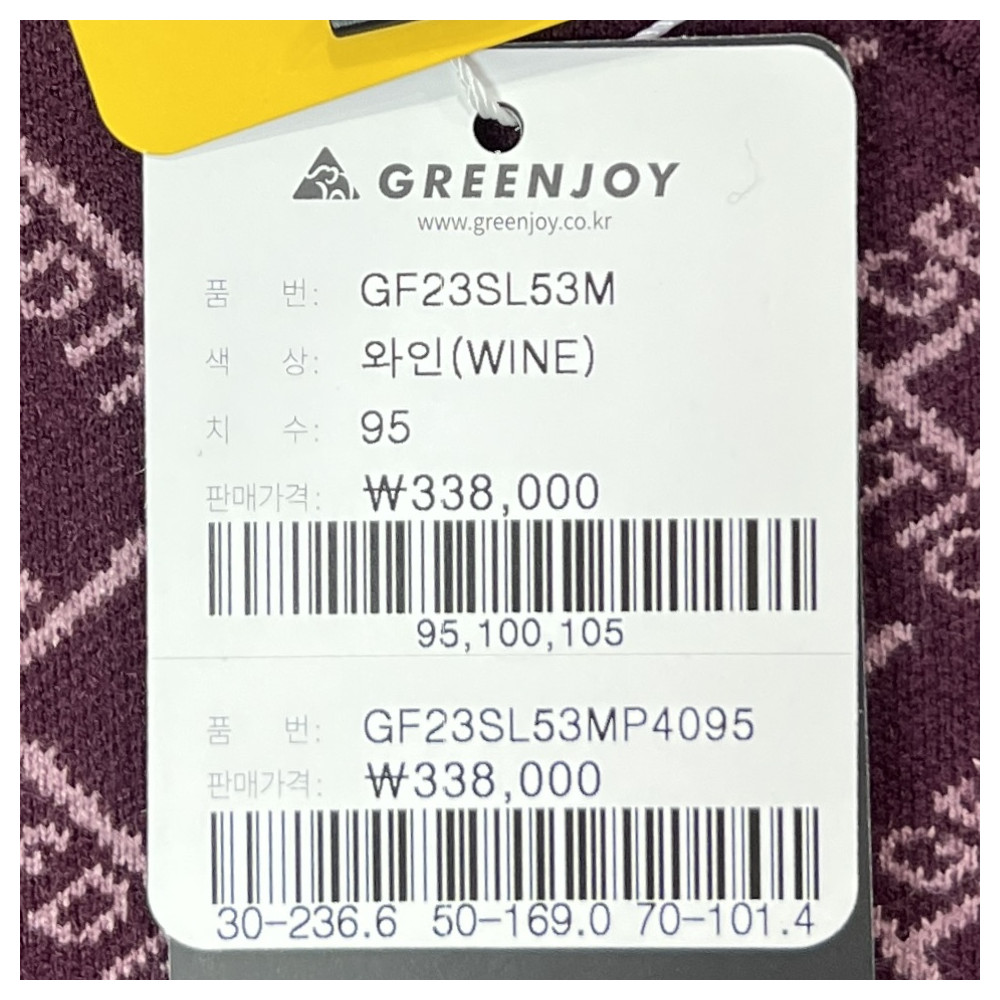 GREENJOY
www.greenjoy.co.kr
품 번: GF23SL53M
색 상: 와인(WINE)
치 수: 95
판매가격: ₩338,000
95,100,105
품 번: GF23SL53MP4095
판매가격: ₩338,000
30-236.6 50-169.0 70-101.4